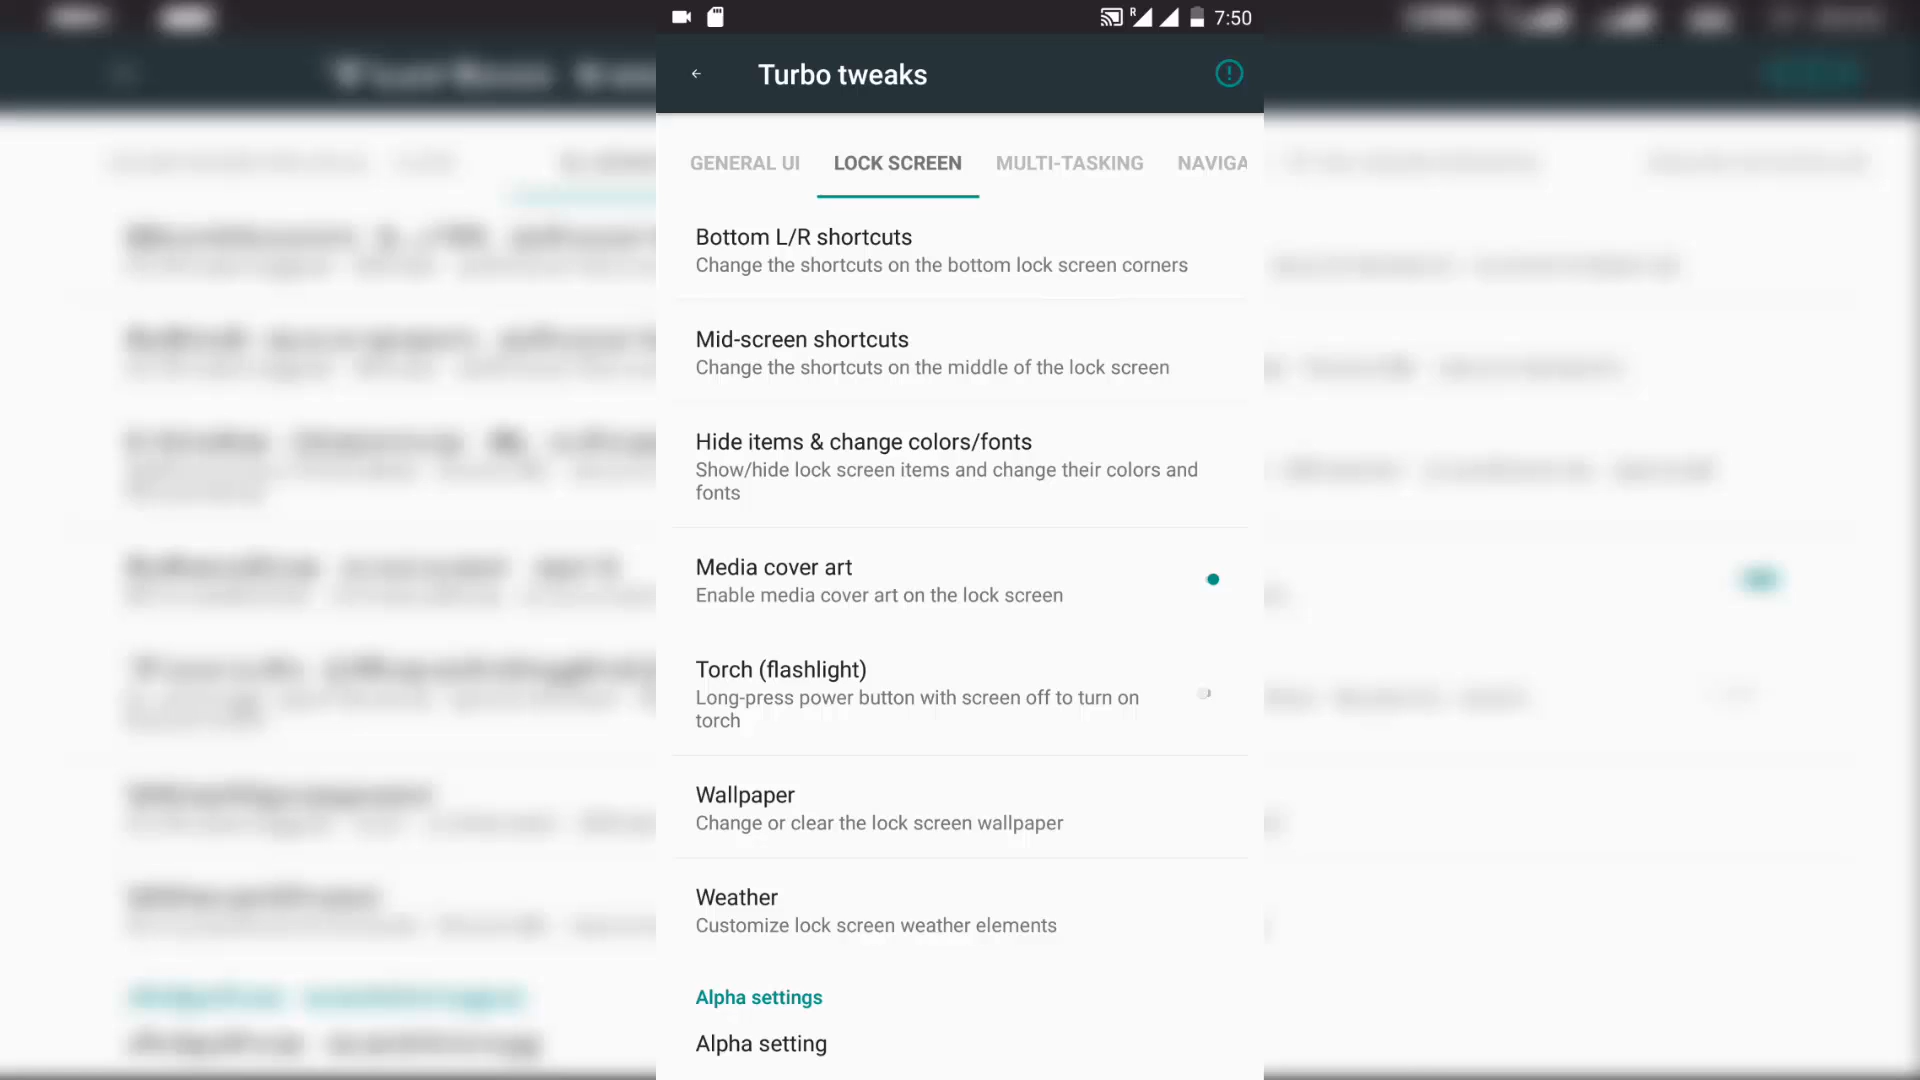 R 7:50
Turbo tweaks
GENERAL UI LOCK SCREEN MULTI-TASKING NAVIGA
Bottom L/R shortcuts
Change the shortcuts on the bottom lock screen corners
Mid-screen shortcuts
Change the shortcuts on the middle of the lock screen
Hide items & change colors/fonts
Show/hide lock screen items and change their colors and
fonts
Media cover art
Enable media cover art on the lock screen
Torch (flashlight)
Long-press power button with screen off to turn on
torch
Wallpaper
Change or clear the lock screen wallpaper
Weather
Customize lock screen weather elements
Alpha settings
Alpha setting